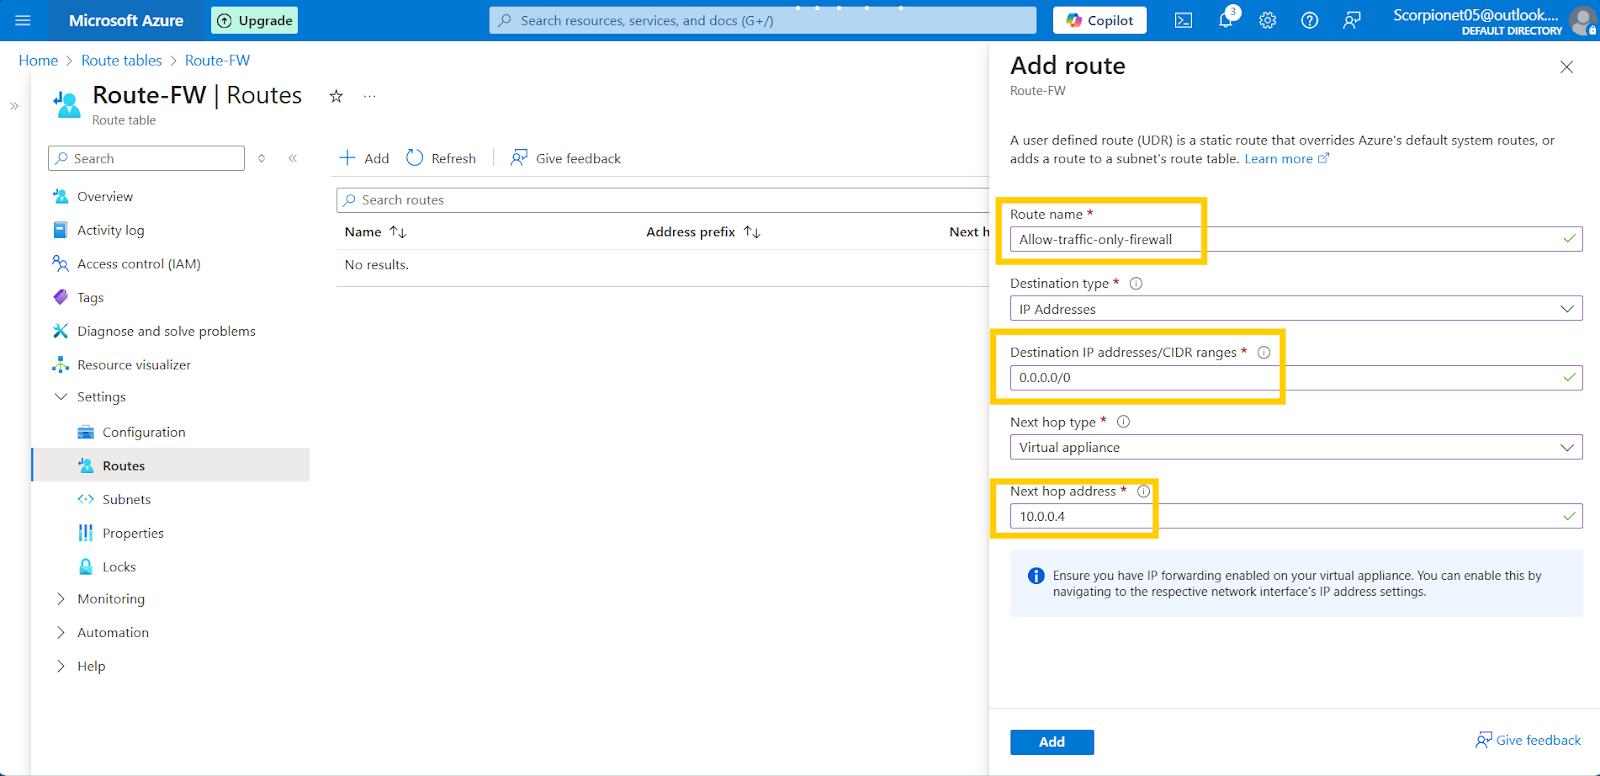 Microsoft Azure
Upgrade
Search resources, services, and docs (G+/)
Copilot
3
Scorpionet05@outlook....
DEFAULT DIRECTORY
Home > Route tables > Route-FW
Route-FW | Routes
Route table
Search
Overview
Activity log
Access control (IAM)
Tags
Diagnose and solve problems
Resource visualizer
Settings
Configuration
Routes
Subnets
Properties
Locks
Monitoring
Automation
Help
Add
Refresh
Give feedback
Search routes
Name Address prefix Next h
No results.
Add route
Route-FW
A user defined route (UDR) is a static route that overrides Azure's default system routes, or
adds a route to a subnet's route table. Learn more
Route name *
Allow-traffic-only-firewall
Destination type *
IP Addresses
Destination IP addresses/CIDR ranges *
0.0.0.0/0
Next hop type *
Virtual appliance
Next hop address *
10.0.0.4
Ensure you have IP forwarding enabled on your virtual appliance. You can enable this by
navigating to the respective network interface's IP address settings.
Add
Give feedback